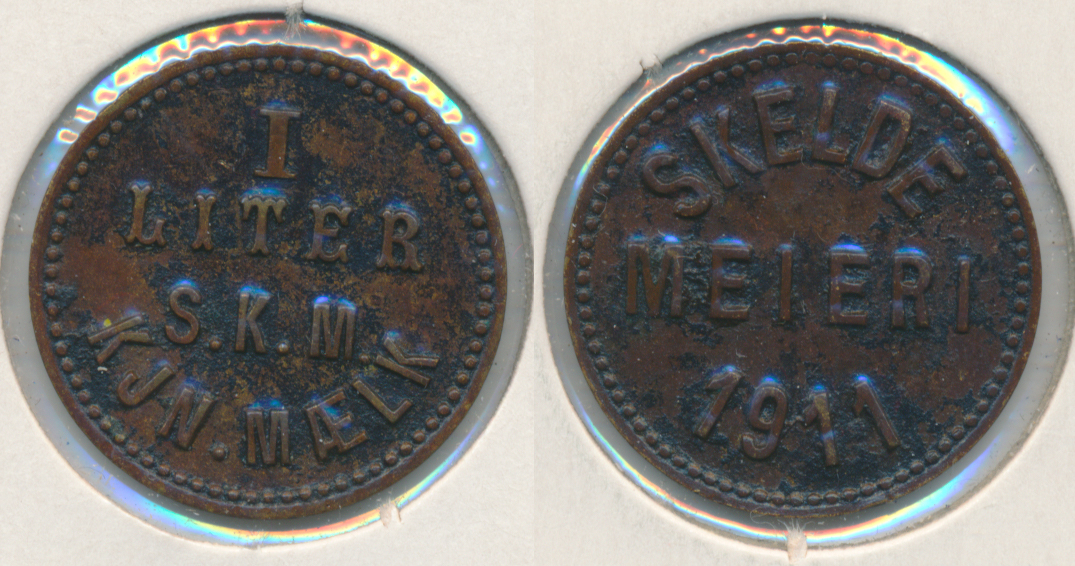 I
LITER
S.K.M.
KJN.MÆLK
SKELDE
MEIERI
1911